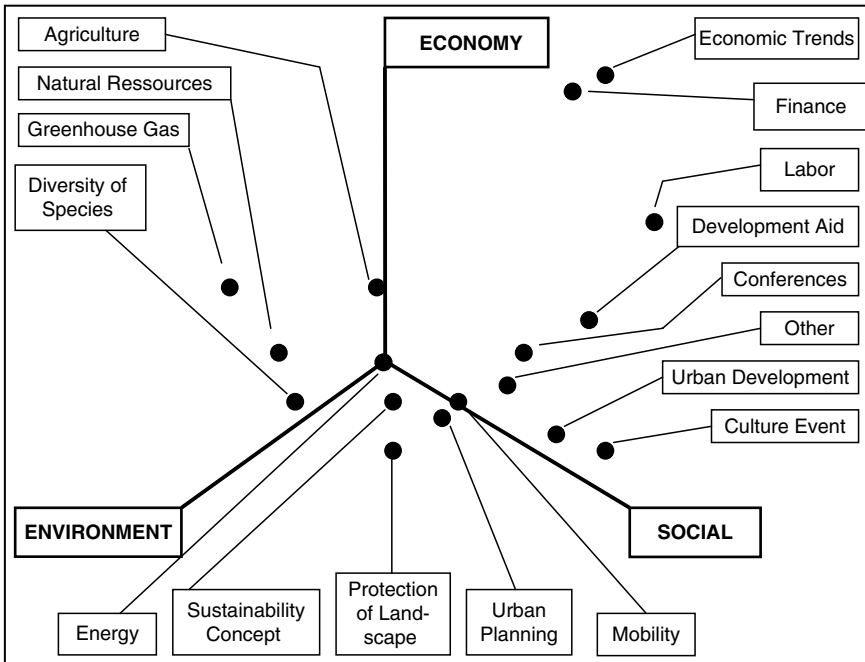 Agriculture
ECONOMY
Economic Trends
Natural Ressources
Finance
Greenhouse Gas
Labor
Diversity of
Species
Development Aid
Conferences
Other
Urban Development
Culture Event
ENVIRONMENT
SOCIAL
Energy
Sustainability
Concept
Protection
of Land-
scape
Urban
Planning
Mobility